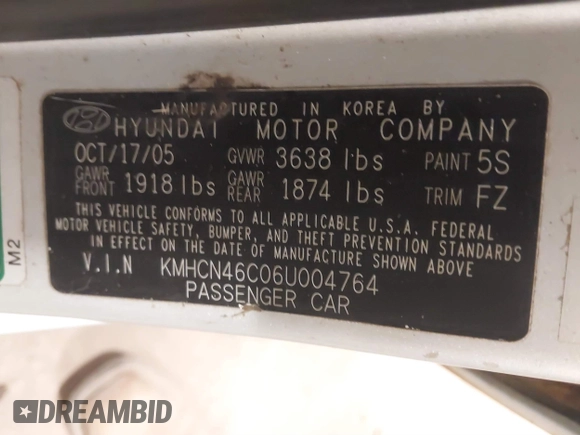 MANUFACTURED IN KOREA BY
HYUNDAI MOTOR COMPANY
OCT/17/05 GVWR 3638 lbs PAINT 5S
GAWR FRONT 1918 lbs GAWR REAR 1874 lbs TRIM FZ
THIS VEHICLE CONFORMS TO ALL APPLICABLE U.S.A. FEDERAL
MOTOR VEHICLE SAFETY, BUMPER, AND THEFT PREVENTION STANDARDS
IN EFFECT ON THE DATE OF MANUFACTURE SHOWN ABOVE
V.I.N KMHCN46C06U004764
PASSENGER CAR
M2
DREAMBID